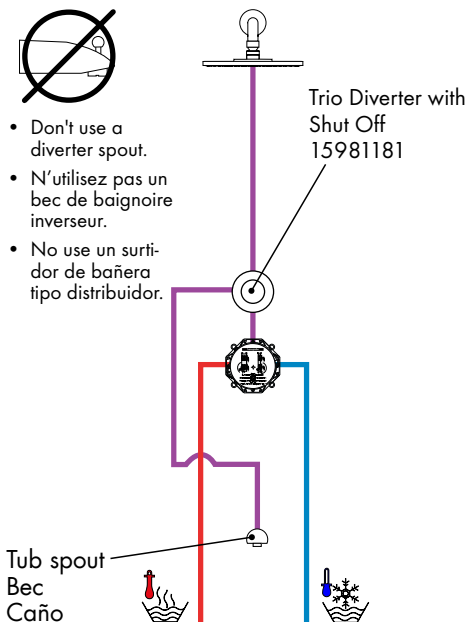 • Don't use a
diverter spout.
• N’utilisez pas un
bec de baignoire
inverseur.
• No use un surti-
dor de bañera
tipo distribuidor.
Trio Diverter with
Shut Off
15981181
Tub spout
Bec
Caño